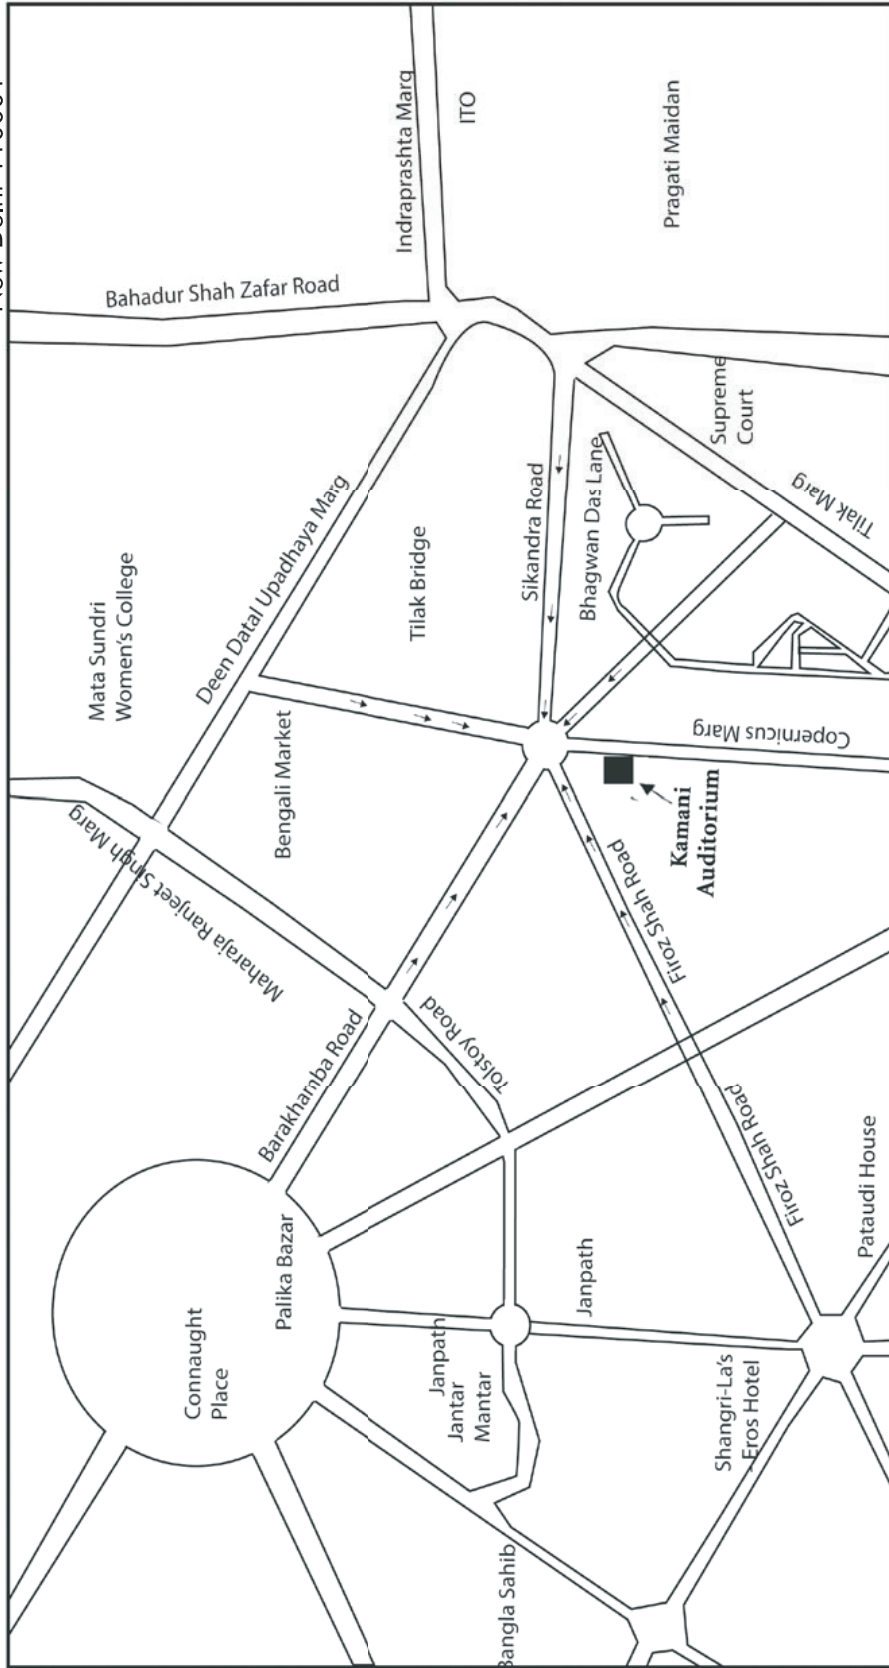 Bahadur Shah Zafar Road
Indraprashta Marg
ITO
Pragati Maidan
Mata Sundri
Women's College
Deen Datal Upadhaya Marg
Tilak Bridge
Sikandra Road
Bhagwan Das Lane
Supreme
Court
Tilak Marg
Bengali Market
Copernicus Marg
Kamani
Auditorium
Maharaja Ranjeet Singh Marg
Barakhamba Road
Tolstoy Road
Firoz Shah Road
Firoz Shah Road
Connaught
Place
Palika Bazar
Janpath
Janpath
Jantar
Mantar
Pataudi House
Shangri-La's
- Eros Hotel
Bangla Sahib